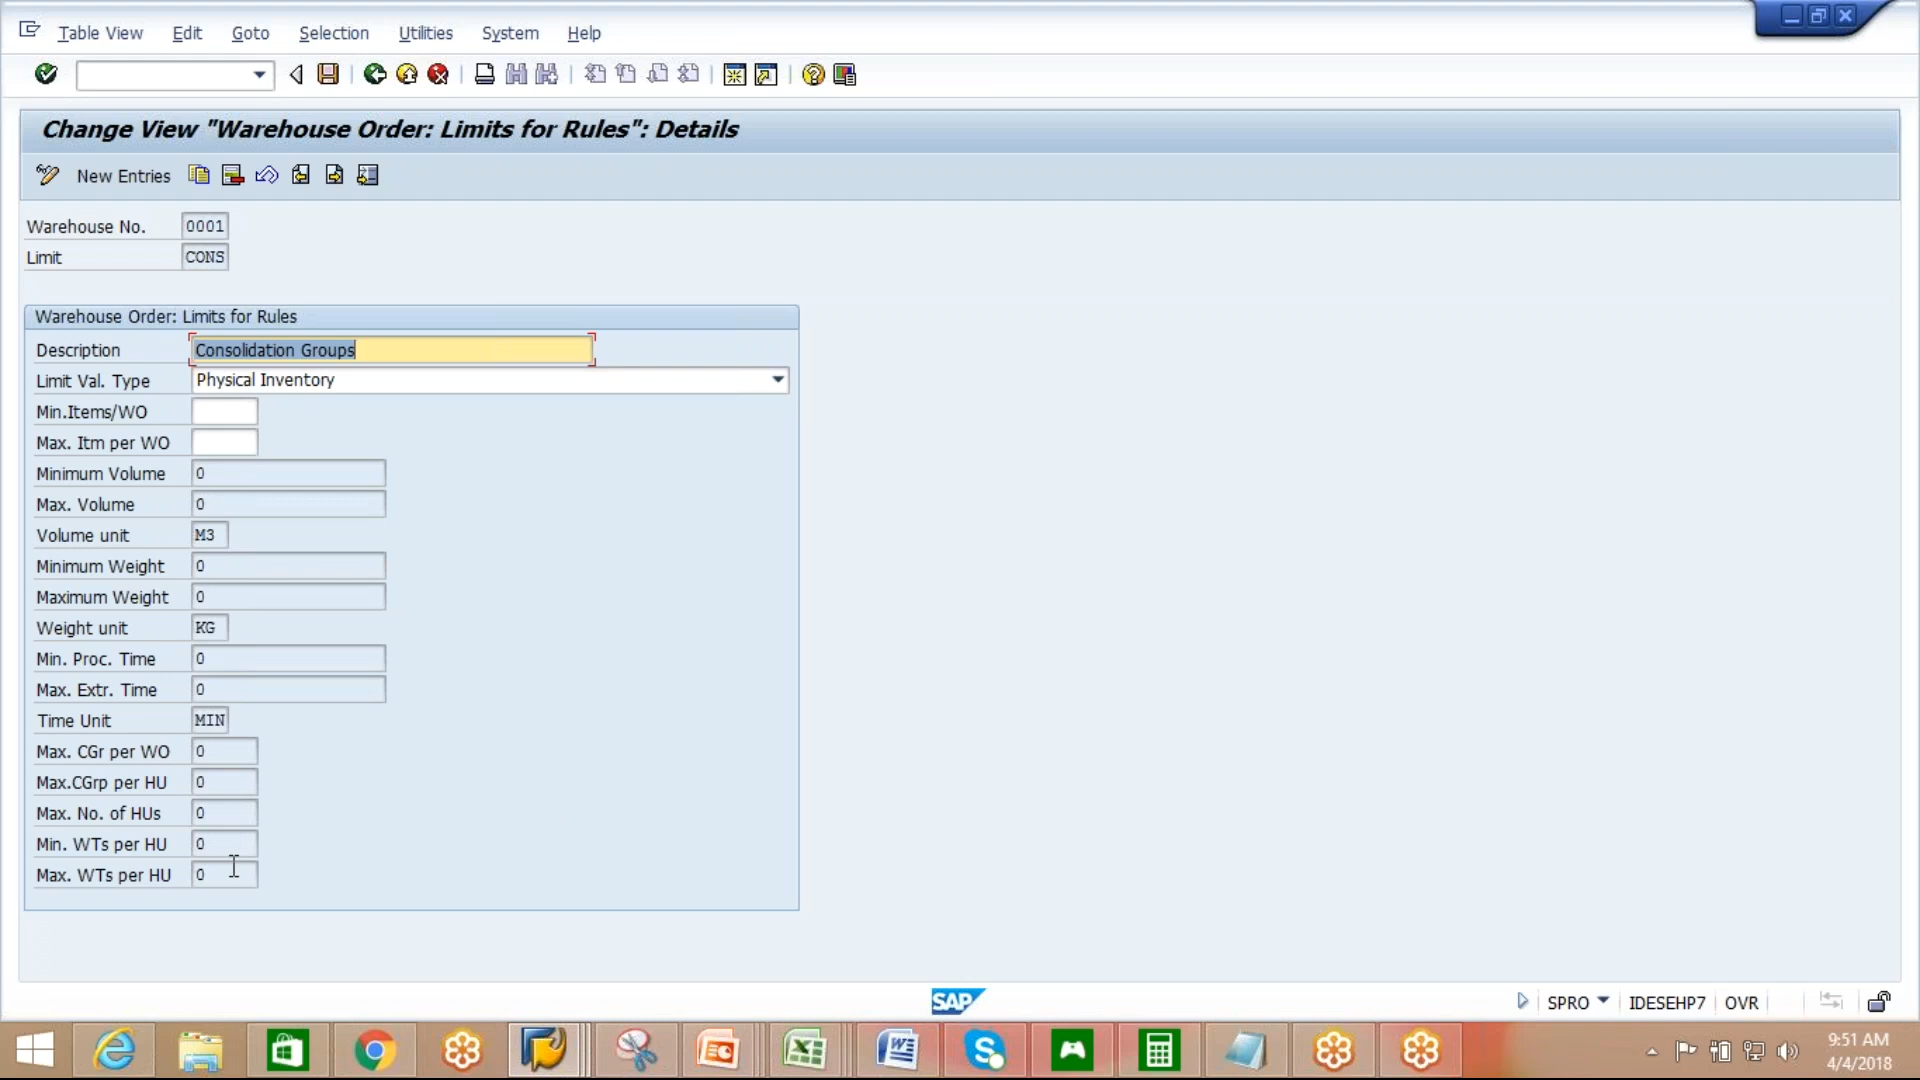 Table View Edit Goto Selection Utilities System Help
Change View "Warehouse Order: Limits for Rules": Details
New Entries
Warehouse No. 0001
Limit CONS
Warehouse Order: Limits for Rules
Description Consolidation Groups
Limit Val. Type Physical Inventory
Min.Items/WO
Max. Itm per WO
Minimum Volume 0
Max. Volume 0
Volume unit M3
Minimum Weight 0
Maximum Weight 0
Weight unit KG
Min. Proc. Time 0
Max. Extr. Time 0
Time Unit MIN
Max. CGr per WO 0
Max.CGrp per HU 0
Max. No. of HUs 0
Min. WTs per HU 0
Max. WTs per HU 0
SAP SPRO IDESEHP7 OVR
9:51 AM
4/4/2018